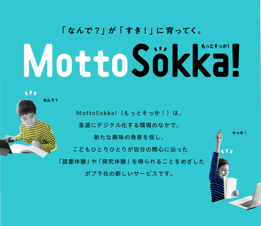 「なんで？」が「すき！」に育ってく。
もっとそっか！
MottoSokka!
なんで？
MottoSokka!（もっとそっか！）は、
急速にデジタル化する環境のなかで、
新たな興味の発芽を促し、
こどもひとりひとりが自分の関心に沿った
「読書体験」や「探究体験」を得られることをめざした
ポプラ社の新しいサービスです。
そっか！